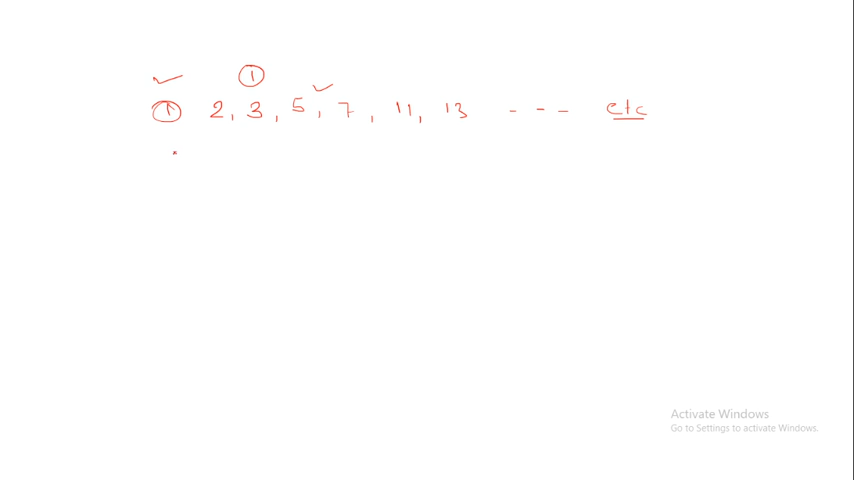 ①
① 2, 3, 5, 7, 11, 13 - - - etc
Activate Windows
Go to Settings to activate Windows.